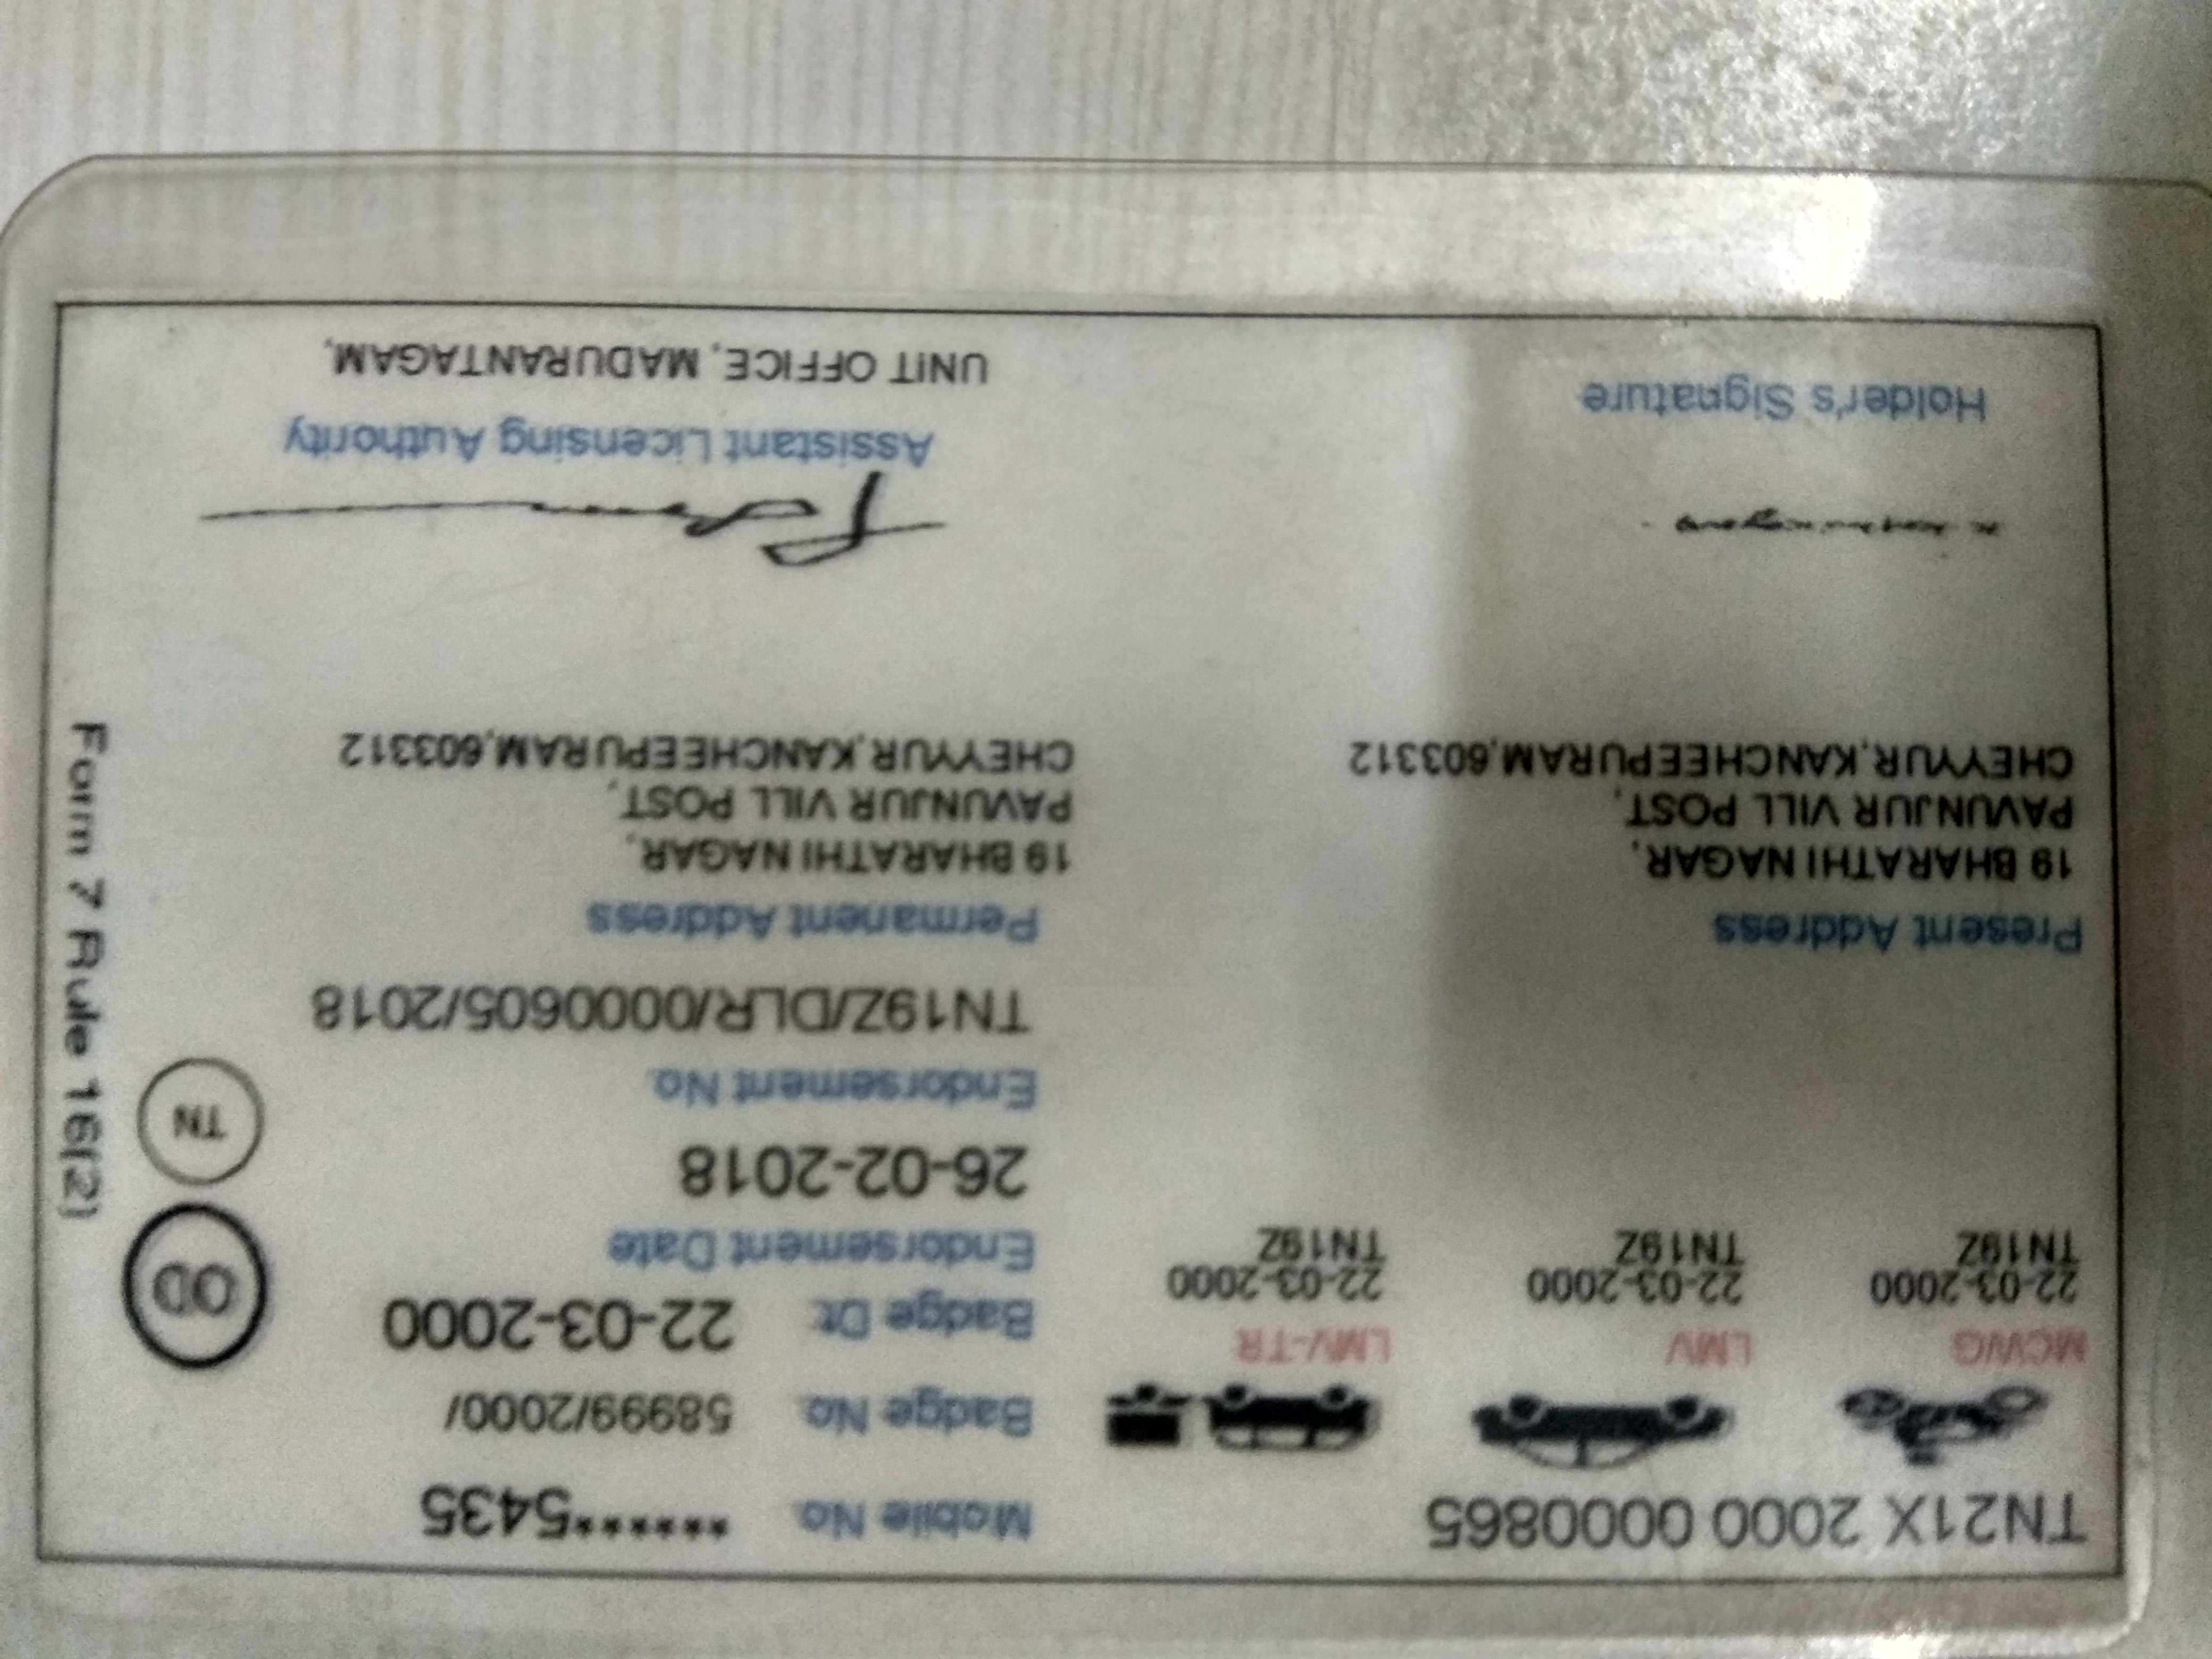 TN21X 2000 0000865
MCWG
22-03-2000
TN19Z
LMV
22-03-2000
TN19Z
LMV-TR
22-03-2000
TN19Z
Present Address
19 BHARATHI NAGAR,
PAVUNJUR VILL POST,
CHEYYUR,KANCHEEPURAM,603312
Holder's Signature
Mobile No. ******5435
Badge No. 58999/2000/
Badge Dt. 22-03-2000
Endorsement Date
26-02-2018
Endorsement No.
TN19Z/DLR/00000605/2018
Permanent Address
19 BHARATHI NAGAR,
PAVUNJUR VILL POST,
CHEYYUR,KANCHEEPURAM,603312
Assistant Licensing Authority
UNIT OFFICE, MADURANTAGAM,
OD
TN
Form 7 Rule 16(2)